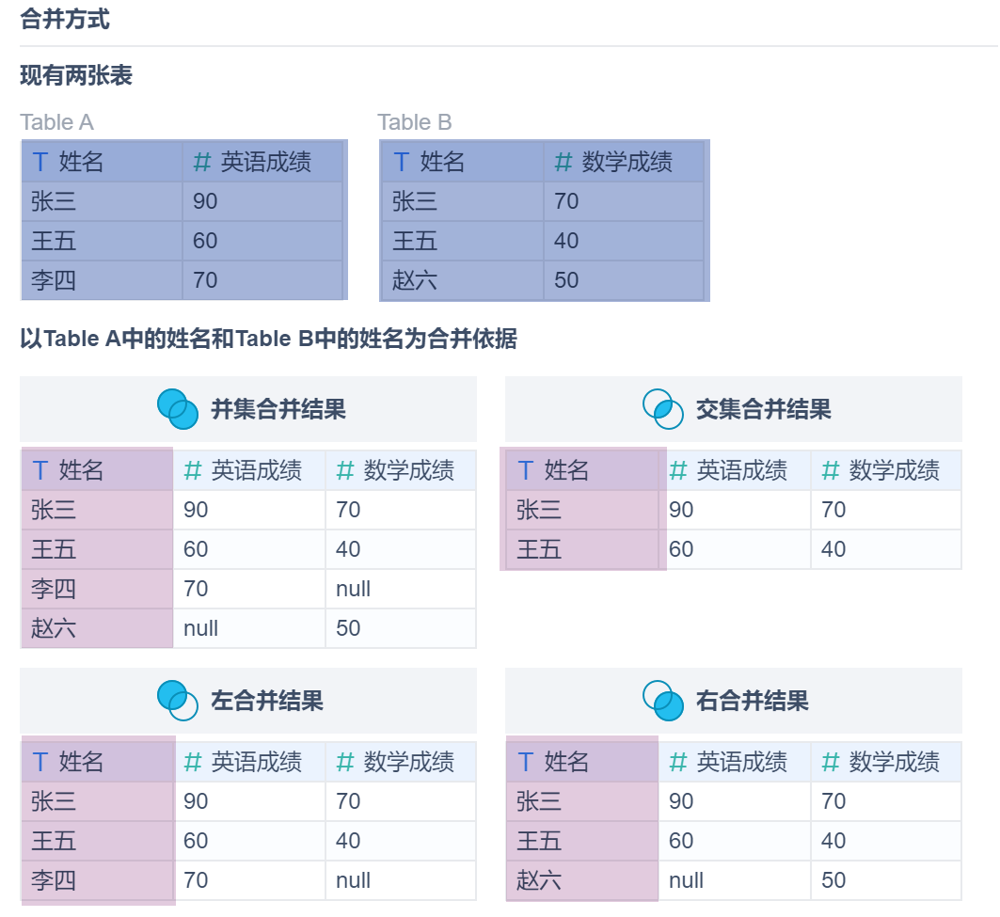 合并方式
现有两张表
Table A
T 姓名 # 英语成绩
张三 90
王五 60
李四 70
Table B
T 姓名 # 数学成绩
张三 70
王五 40
赵六 50
以Table A中的姓名和Table B中的姓名为合并依据
并集合并结果
T 姓名 # 英语成绩 # 数学成绩
张三 90 70
王五 60 40
李四 70 null
赵六 null 50
交集合并结果
T 姓名 # 英语成绩 # 数学成绩
张三 90 70
王五 60 40
左合并结果
T 姓名 # 英语成绩 # 数学成绩
张三 90 70
王五 60 40
李四 70 null
右合并结果
T 姓名 # 英语成绩 # 数学成绩
张三 90 70
王五 60 40
赵六 null 50